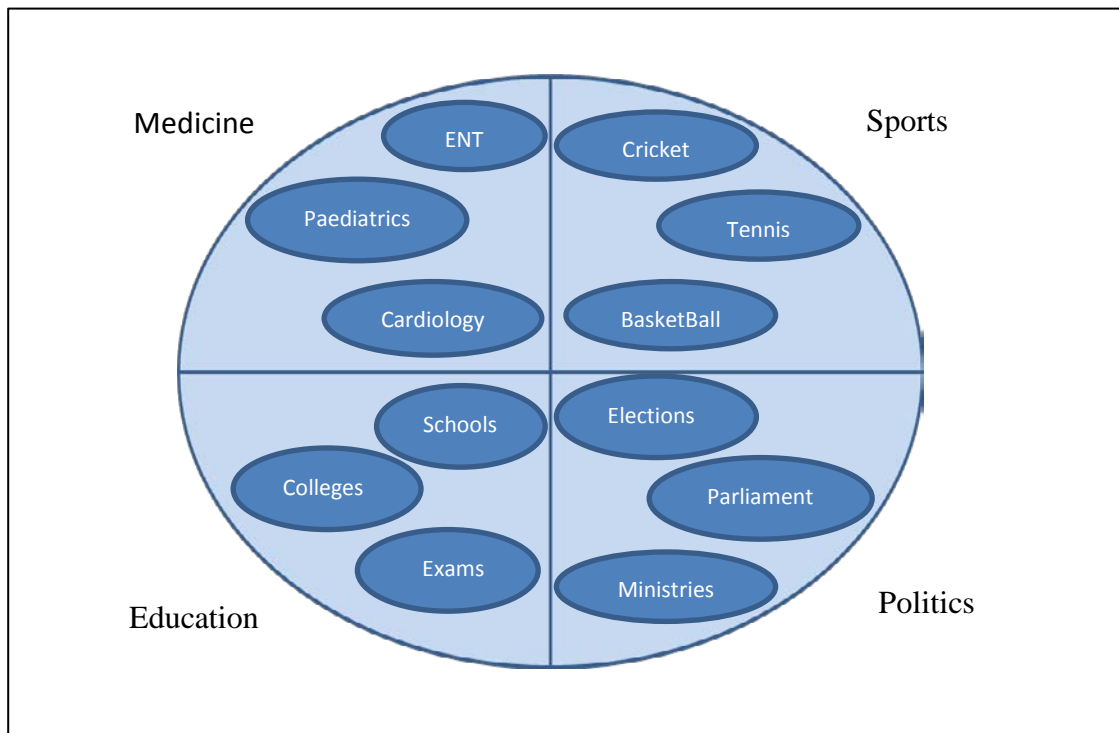 Medicine
ENT
Paediatrics
Cardiology
Sports
Cricket
Tennis
BasketBall
Schools
Colleges
Exams
Education
Elections
Parliament
Ministries
Politics